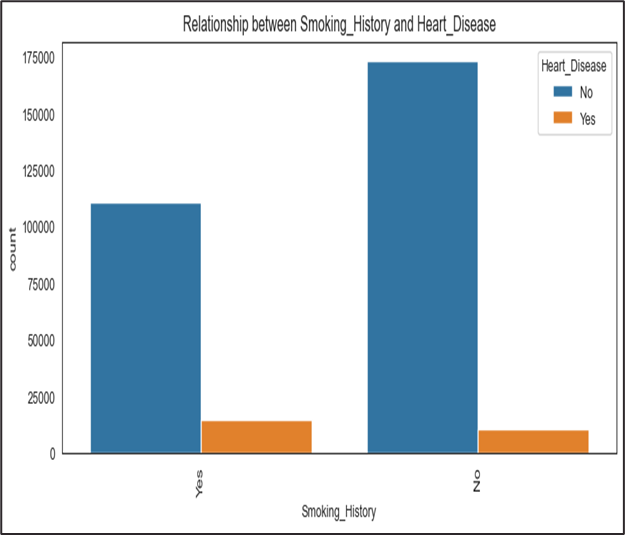 Relationship between Smoking_History and Heart_Disease
Heart_Disease
No
Yes
175000
150000
125000
100000
75000
50000
25000
0
count
Yes
No
Smoking_History